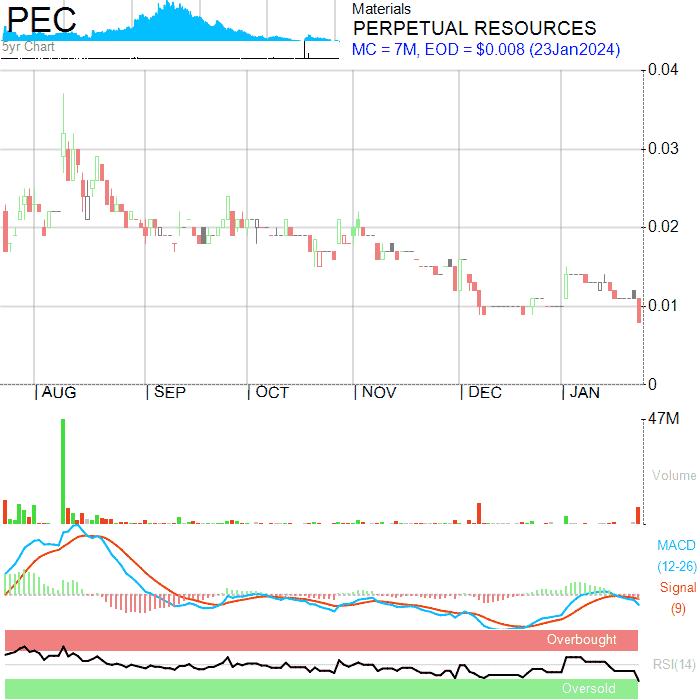 PEC
5yr Chart
Materials
PERPETUAL RESOURCES
MC = 7M, EOD = $0.008 (23Jan2024)
0.04
0.03
0.02
0.01
0
AUG SEP OCT NOV DEC JAN
47M
Volume
MACD
(12-26)
Signal
(9)
Overbought
RSI(14)
Oversold